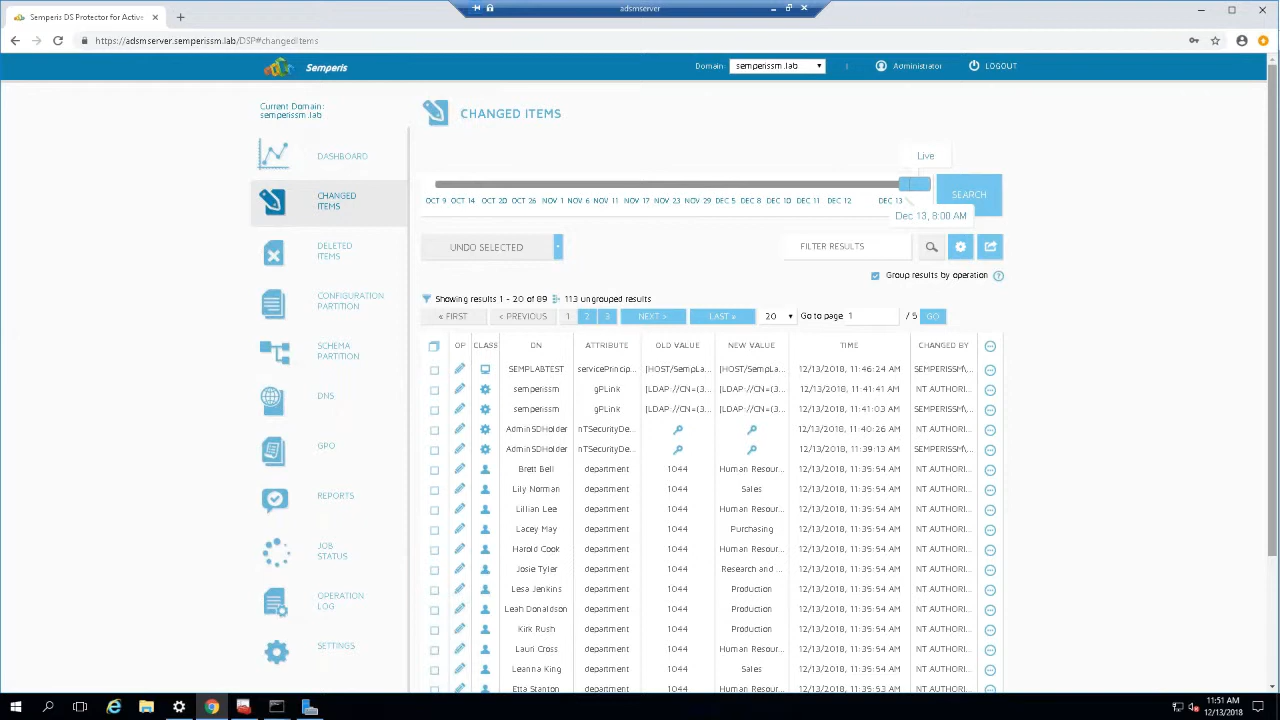 adsmserver
Semperis DS Protector for Active
https://adsmserver.semperissm.lab/DSP#changedItems
Semperis
Domain: semperissm.lab
Administrator
LOGOUT
Current Domain:
semperissm.lab
DASHBOARD
CHANGED
ITEMS
DELETED
ITEMS
CONFIGURATION
PARTITION
SCHEMA
PARTITION
DNS
GPO
REPORTS
JOB
STATUS
OPERATION
LOG
SETTINGS
CHANGED ITEMS
Live
OCT 9 OCT 14 OCT 20 OCT 26 NOV 1 NOV 6 NOV 11 NOV 17 NOV 23 NOV 29 DEC 5 DEC 8 DEC 10 DEC 11 DEC 12 DEC 13
SEARCH
Dec 13, 8:00 AM
UNDO SELECTED
FILTER RESULTS
Group results by operation
Showing results 1 - 20 of 89 113 ungrouped results
« FIRST < PREVIOUS 1 2 3 NEXT > LAST » 20 Go to page 1 / 5 GO
OP CLASS DN ATTRIBUTE OLD VALUE NEW VALUE TIME CHANGED BY
SEMPLABTEST servicePrincip... [HOST/SempLa... [HOST/SempLa... 12/13/2018, 11:46:24 AM SEMPERISSM\...
semperissm gPLink [LDAP://CN={3... [LDAP://CN={3... 12/13/2018, 11:41:41 AM NT AUTHORI...
semperissm gPLink [LDAP://CN={3... [LDAP://CN={3... 12/13/2018, 11:41:03 AM SEMPERISSM\...
AdminSDHolder nTSecurityDe... 12/13/2018, 11:40:26 AM NT AUTHORI...
AdminSDHolder nTSecurityDe... 12/13/2018, 11:39:13 AM SEMPERISSM\...
Brett Bell department 1044 Human Resour... 12/13/2018, 11:35:54 AM NT AUTHORI...
Lily Norman department 1044 Sales 12/13/2018, 11:35:54 AM NT AUTHORI...
Lillian Lee department 1044 Human Resour... 12/13/2018, 11:35:54 AM NT AUTHORI...
Lacey May department 1044 Purchasing 12/13/2018, 11:35:54 AM NT AUTHORI...
Harold Cook department 1044 Human Resour... 12/13/2018, 11:35:54 AM NT AUTHORI...
Josie Tyler department 1044 Research and ... 12/13/2018, 11:35:54 AM NT AUTHORI...
Lesa Jenkins department 1044 Production 12/13/2018, 11:35:54 AM NT AUTHORI...
Leah Donaldson department 1044 Production 12/13/2018, 11:35:54 AM NT AUTHORI...
Kirk Rush department 1044 Production 12/13/2018, 11:35:54 AM NT AUTHORI...
Lauri Cross department 1044 Human Resour... 12/13/2018, 11:35:54 AM NT AUTHORI...
Leanna King department 1044 Sales 12/13/2018, 11:35:54 AM NT AUTHORI...
Etta Stanton department 1044 Human Resour... 12/13/2018, 11:35:54 AM NT AUTHORI...
11:51 AM
12/13/2018